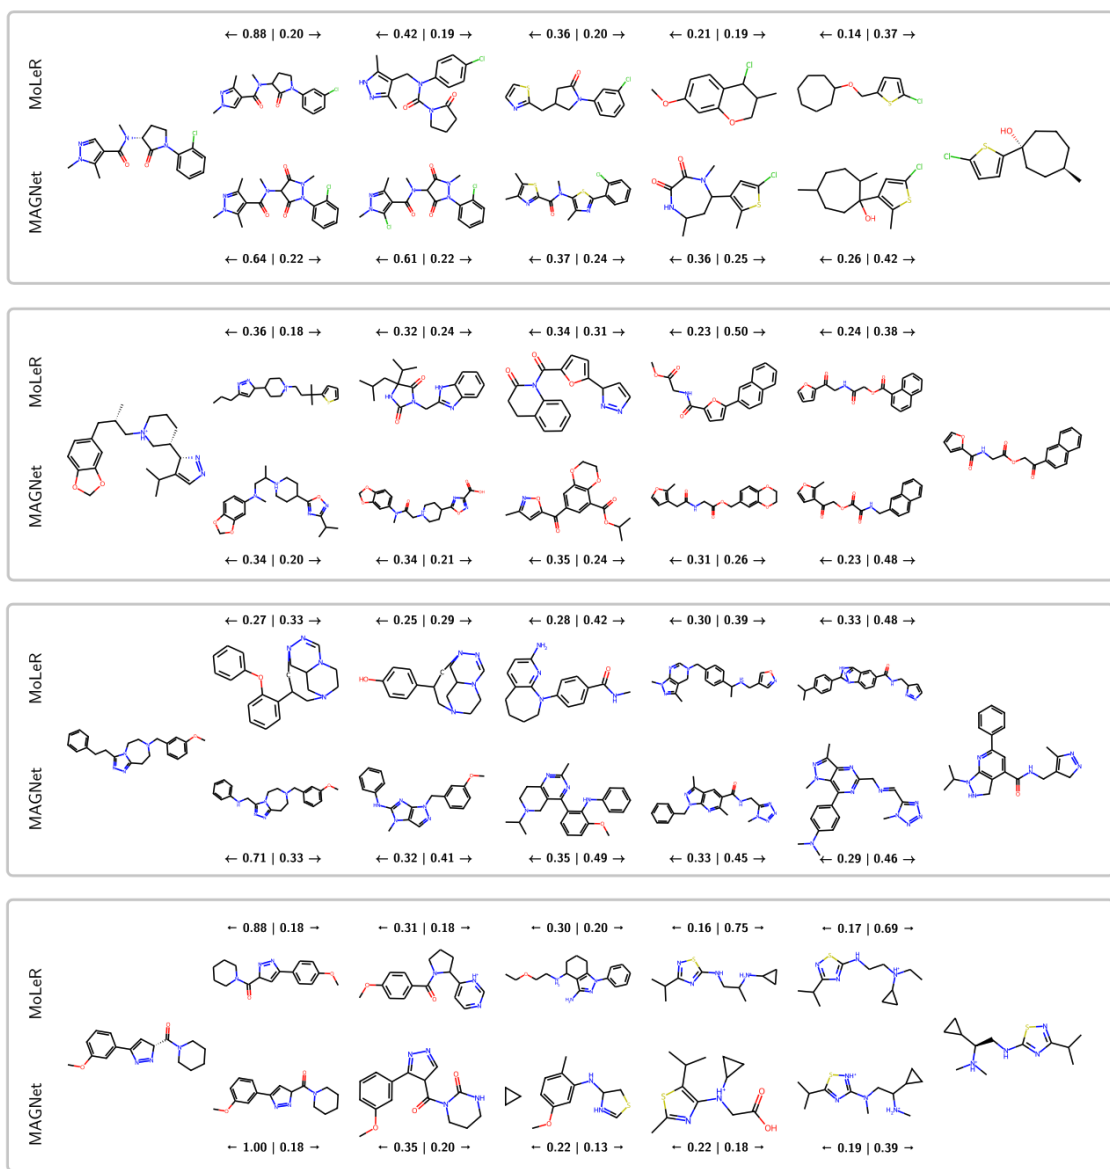 ← 0.88 | 0.20 → ← 0.42 | 0.19 → ← 0.36 | 0.20 → ← 0.21 | 0.19 → ← 0.14 | 0.37 →
MoLeR
MAGNet
← 0.64 | 0.22 → ← 0.61 | 0.22 → ← 0.37 | 0.24 → ← 0.36 | 0.25 → ← 0.26 | 0.42 →
← 0.36 | 0.18 → ← 0.32 | 0.24 → ← 0.34 | 0.31 → ← 0.23 | 0.50 → ← 0.24 | 0.38 →
MoLeR
MAGNet
← 0.34 | 0.20 → ← 0.34 | 0.21 → ← 0.35 | 0.24 → ← 0.31 | 0.26 → ← 0.23 | 0.48 →
← 0.27 | 0.33 → ← 0.25 | 0.29 → ← 0.28 | 0.42 → ← 0.30 | 0.39 → ← 0.33 | 0.48 →
MoLeR
MAGNet
← 0.71 | 0.33 → ← 0.32 | 0.41 → ← 0.35 | 0.49 → ← 0.33 | 0.45 → ← 0.29 | 0.46 →
← 0.88 | 0.18 → ← 0.31 | 0.18 → ← 0.30 | 0.20 → ← 0.16 | 0.75 → ← 0.17 | 0.69 →
MoLeR
MAGNet
← 1.00 | 0.18 → ← 0.35 | 0.20 → ← 0.22 | 0.13 → ← 0.22 | 0.18 → ← 0.19 | 0.39 →